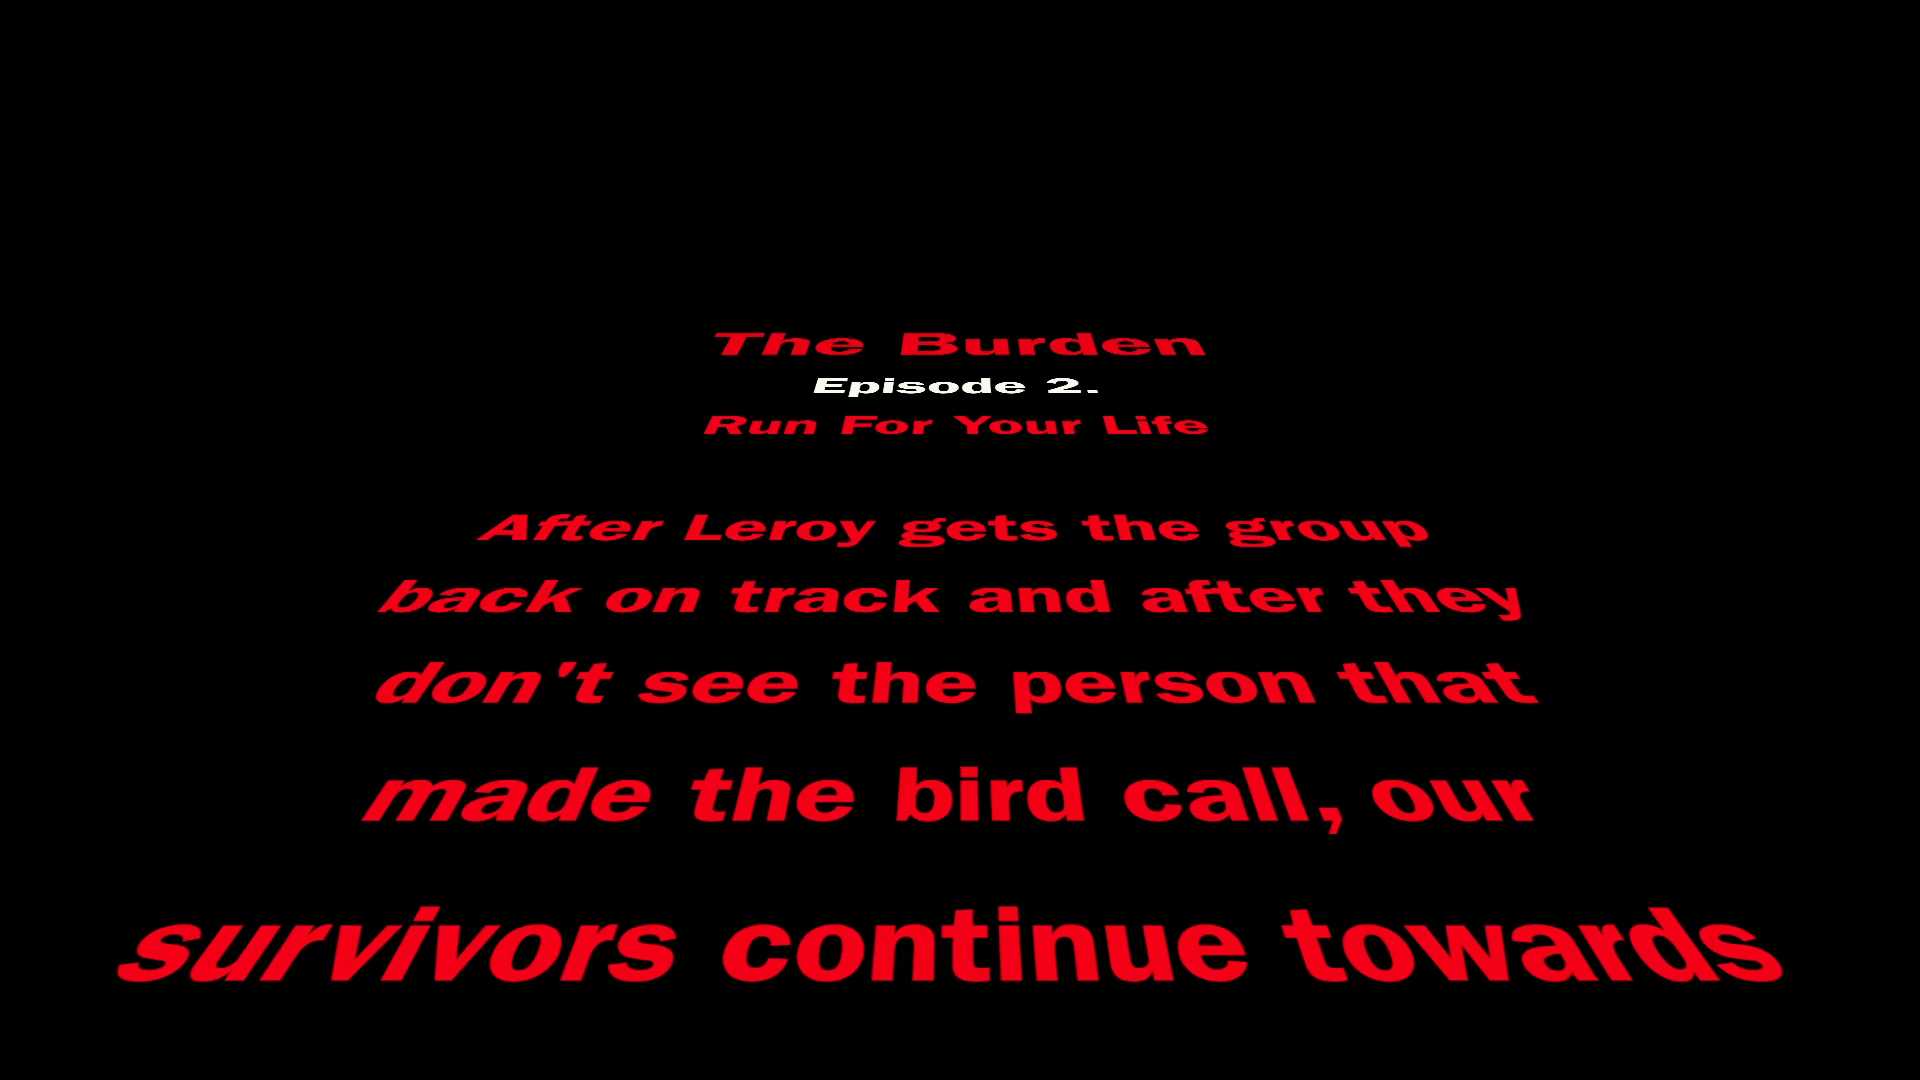 The Burden
Episode 2.
Run For Your Life
After Leroy gets the group
back on track and after they
don't see the person that
made the bird call, our
survivors continue towards